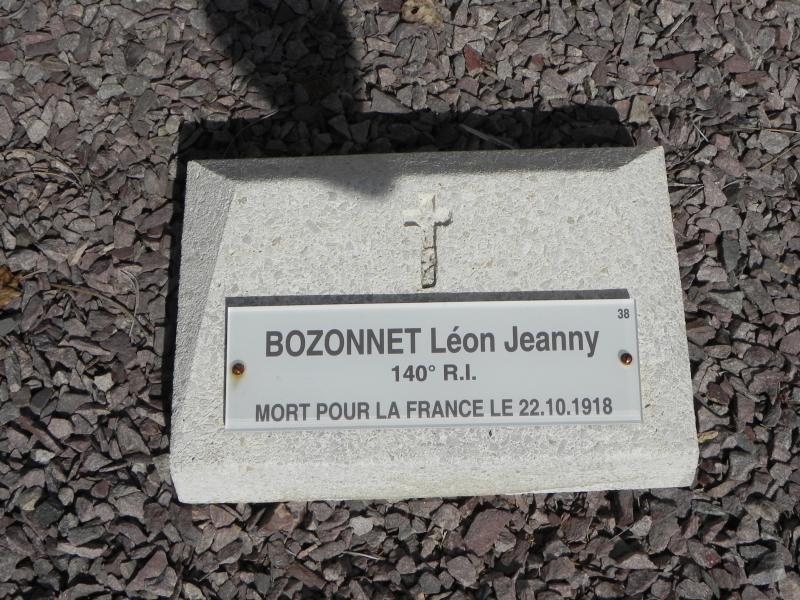 38
BOZONNET Léon Jeanny
140° R.I.
MORT POUR LA FRANCE LE 22.10.1918